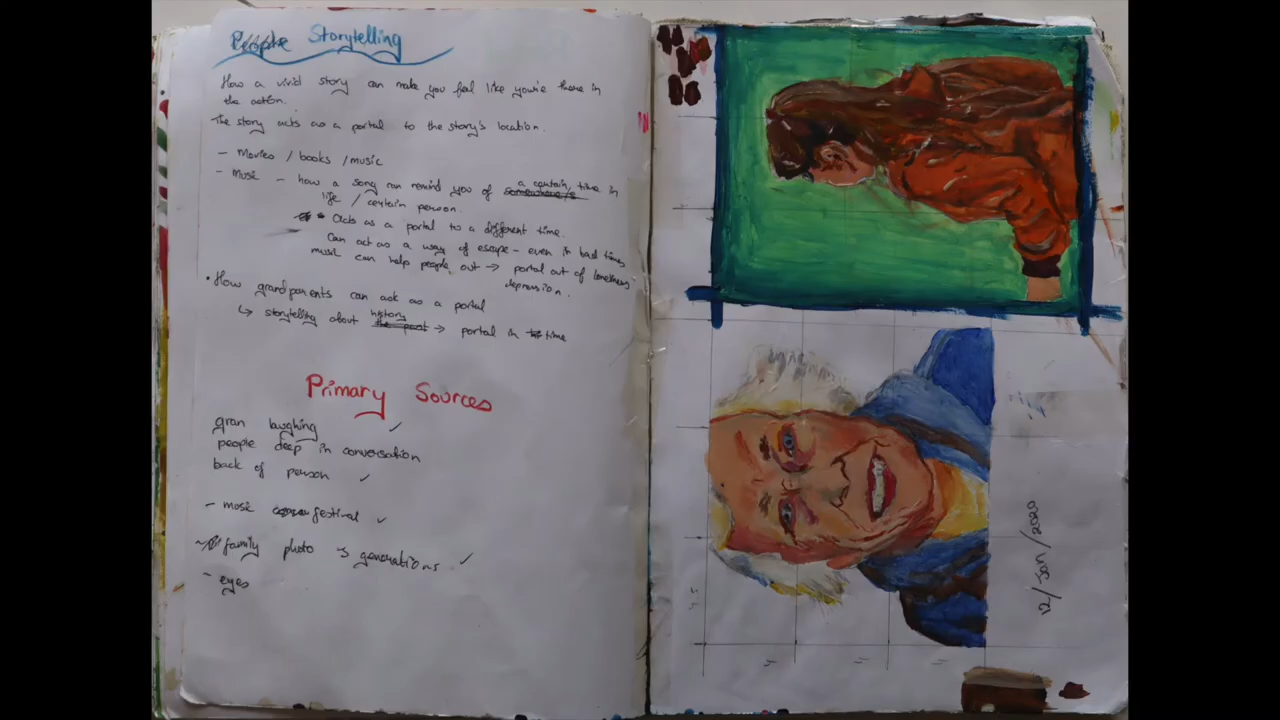 People Storytelling
How a vivid story can make you feel like you're there in
the action.
The story acts as a portal to the story's location.
- Movies / books / music
- Music - how a song can remind you of a certain time in
life / certain person.
Acts as a portal to a different time.
Can act as a way of escape - even in bad times
music can help people out → portal out of loneliness
depression.
• How grandparents can ask as a portal
↳ storytelling about history the past → portal in time
Primary Sources
gran laughing ✓
people deep in conversation
back of person ✓
- music festival ✓
family photo ↳ generations ✓
- eyes
12/Jan/2020